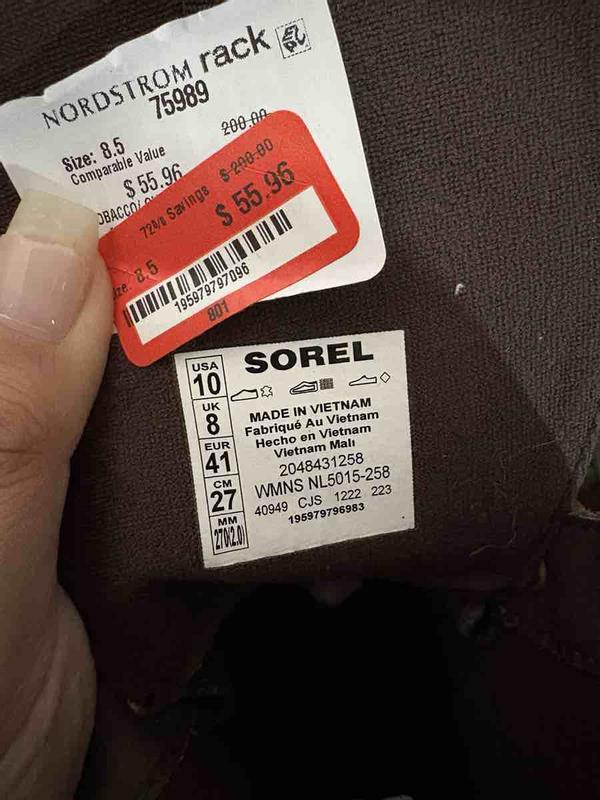 NORDSTROM rack
75989
200.00
Size: 8.5
Comparable Value
$ 55.96
$ 200.00
72% Savings
$ 55.96
8.5
195979797096
801
SOREL
USA
10
UK
8
EUR
41
CM
27
MM
270(2.0)
MADE IN VIETNAM
Fabriqué Au Vietnam
Hecho en Vietnam
Vietnam Malı
2048431258
WMNS NL5015-258
40949 CJS 1222 223
195979796983